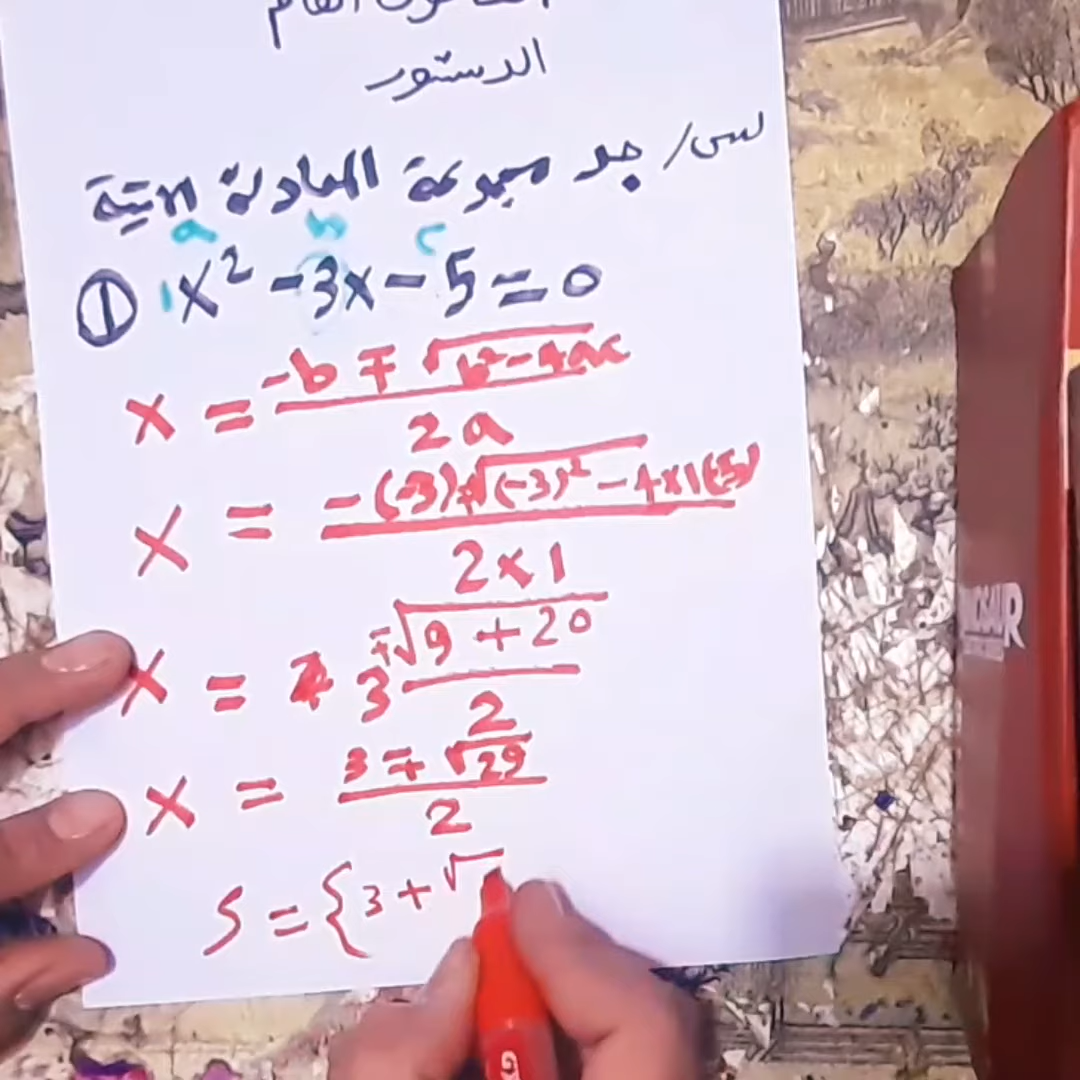 الدستور
س/ جد مجموعة المعادلة الاتية
a b c
① 1x² -3x - 5 = 0
x = -b ∓ √b²-4ac / 2a
x = -(-3)∓√(-3)² - 4×1(-5) / 2×1
x = 3 ∓√9 + 20 / 2
x = 3 ∓ √29 / 2
S = {3 + √